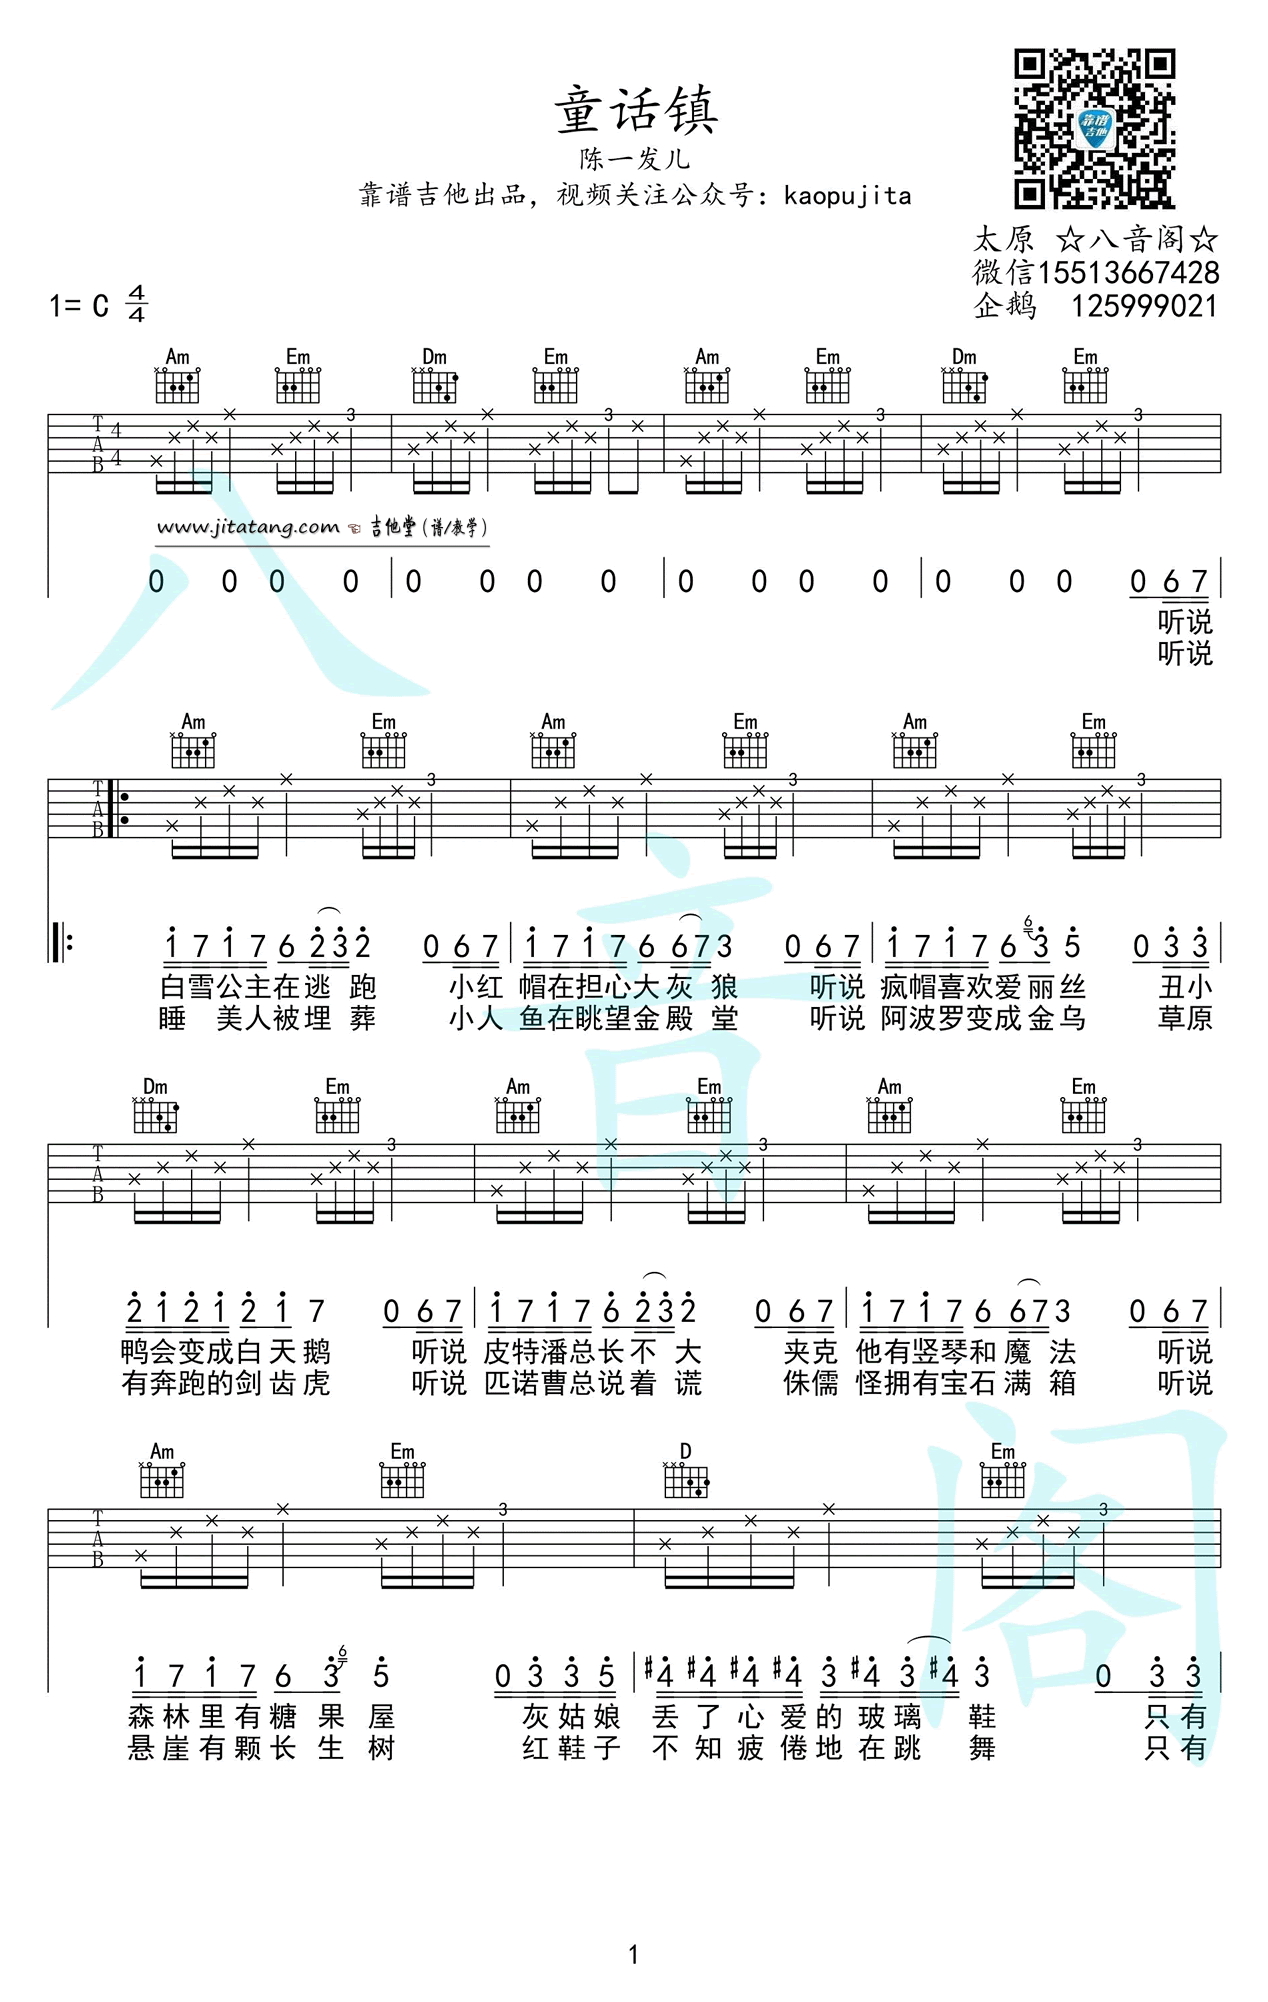 童话镇
陈一发儿
靠谱吉他出品，视频关注公众号：kaopujita
靠谱
吉他
太原 ☆八音阁☆
微信15513667428
企鹅 125999021
1= C 4/4
Am Em Dm Em Am Em Dm Em
3 3 3 3
T A B 4/4
www.jitatang.com ☜ 吉他堂(谱/教学)
0 0 0 0 | 0 0 0 0 | 0 0 0 0 | 0 0 0 0 6 7
听说
听说
Am Em Am Em Am Em
3 3 3
T A B
1 7 1 7 6 2 3 2 0 6 7 | 1 7 1 7 6 6 7 3 0 6 7 | 1 7 1 7 6 6 3 5 0 3 3
白雪公主在逃 跑 小红 帽在担心大灰 狼 听说 疯帽喜欢爱丽丝 丑小
睡 美人被埋 葬 小人 鱼在眺望金殿 堂 听说 阿波罗变成金乌 草原
Dm Em Am Em Am Em
3 3 3
T A B
2 1 2 1 2 1 7 0 6 7 | 1 7 1 7 6 2 3 2 0 6 7 | 1 7 1 7 6 6 7 3 0 6 7
鸭会变成白天鹅 听说 皮特潘总长不 大 夹克 他有竖琴和魔 法 听说
有奔跑的剑齿虎 听说 匹诺曹总说着 谎 侏儒 怪拥有宝石满 箱 听说
Am Em D Em
3 3
T A B
1 7 1 7 6 3 6 5 0 3 3 5 | #4 #4 #4 #4 3 #4 3 #4 3 0 3 3
森林里有糖果屋 灰姑娘 丢了心爱的玻璃 鞋 只有
悬崖有颗长生树 红鞋子 不知疲倦地在跳 舞 只有
八
音
阁
1